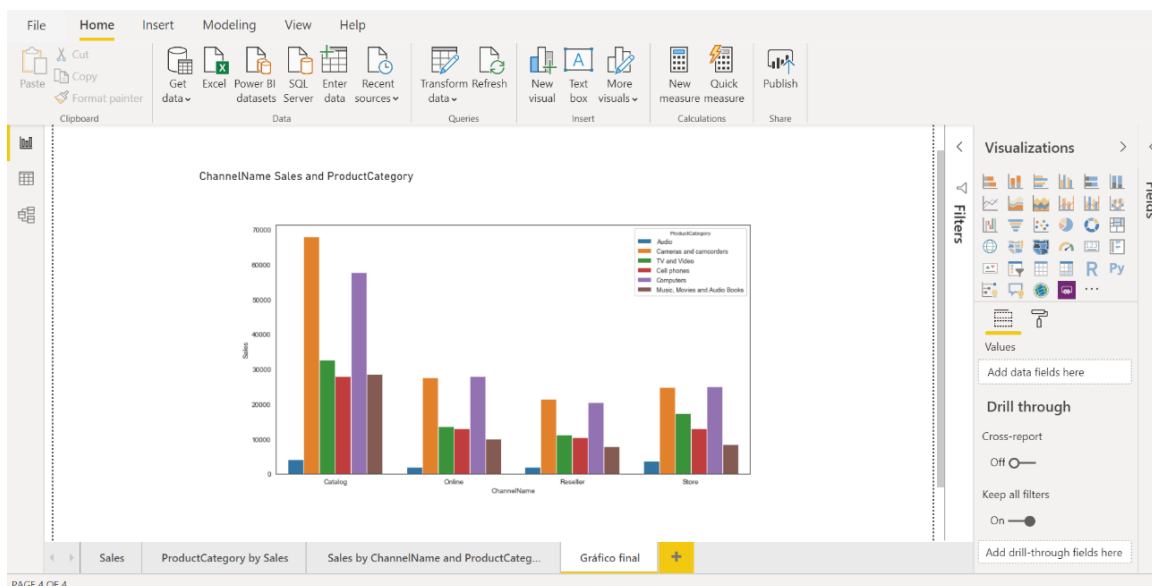 File Home Insert Modeling View Help
Paste
Cut
Copy
Format painter
Clipboard
Get data
Excel
Power BI datasets
SQL Server
Enter data
Recent sources
Data
Transform data
Refresh
Queries
New visual
Text box
More visuals
Insert
New measure
Quick measure
Calculations
Publish
Share
ChannelName Sales and ProductCategory
ProductCategory
Audio
Cameras and camcorders
TV and Video
Cell phones
Computers
Music, Movies and Audio Books
70000
60000
50000
40000
30000
20000
10000
0
Sales
Catalog Online Reseller Store
ChannelName
Filters
Visualizations
R Py
Values
Add data fields here
Drill through
Cross-report
Off
Keep all filters
On
Add drill-through fields here
Fields
Sales
ProductCategory by Sales
Sales by ChannelName and ProductCateg...
Gráfico final
+
PAGE 4 OF 4